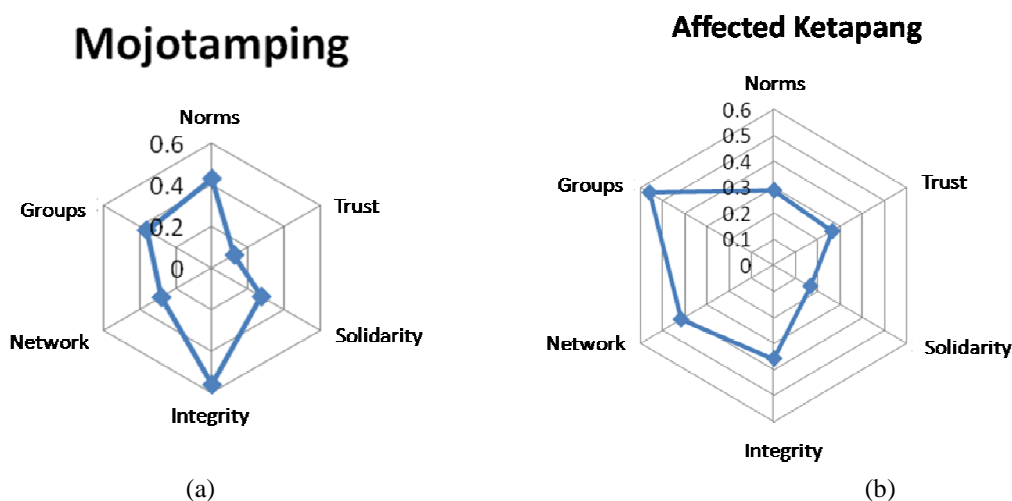 Mojotamping
Norms
0.6
0.4
0.2
0
Groups
Trust
Network
Solidarity
Integrity
(a)
Affected Ketapang
Norms
0.6
0.5
0.4
0.3
0.2
0.1
0
Groups
Trust
Network
Solidarity
Integrity
(b)